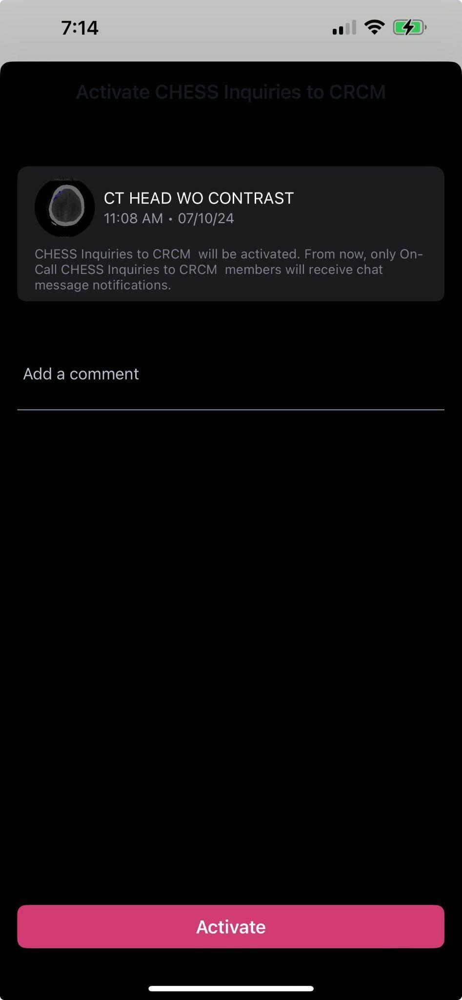 7:14
Activate CHESS Inquiries to CRCM
CT HEAD WO CONTRAST
11:08 AM • 07/10/24
CHESS Inquiries to CRCM  will be activated. From now, only On-
Call CHESS Inquiries to CRCM  members will receive chat
message notifications.
Add a comment
Activate